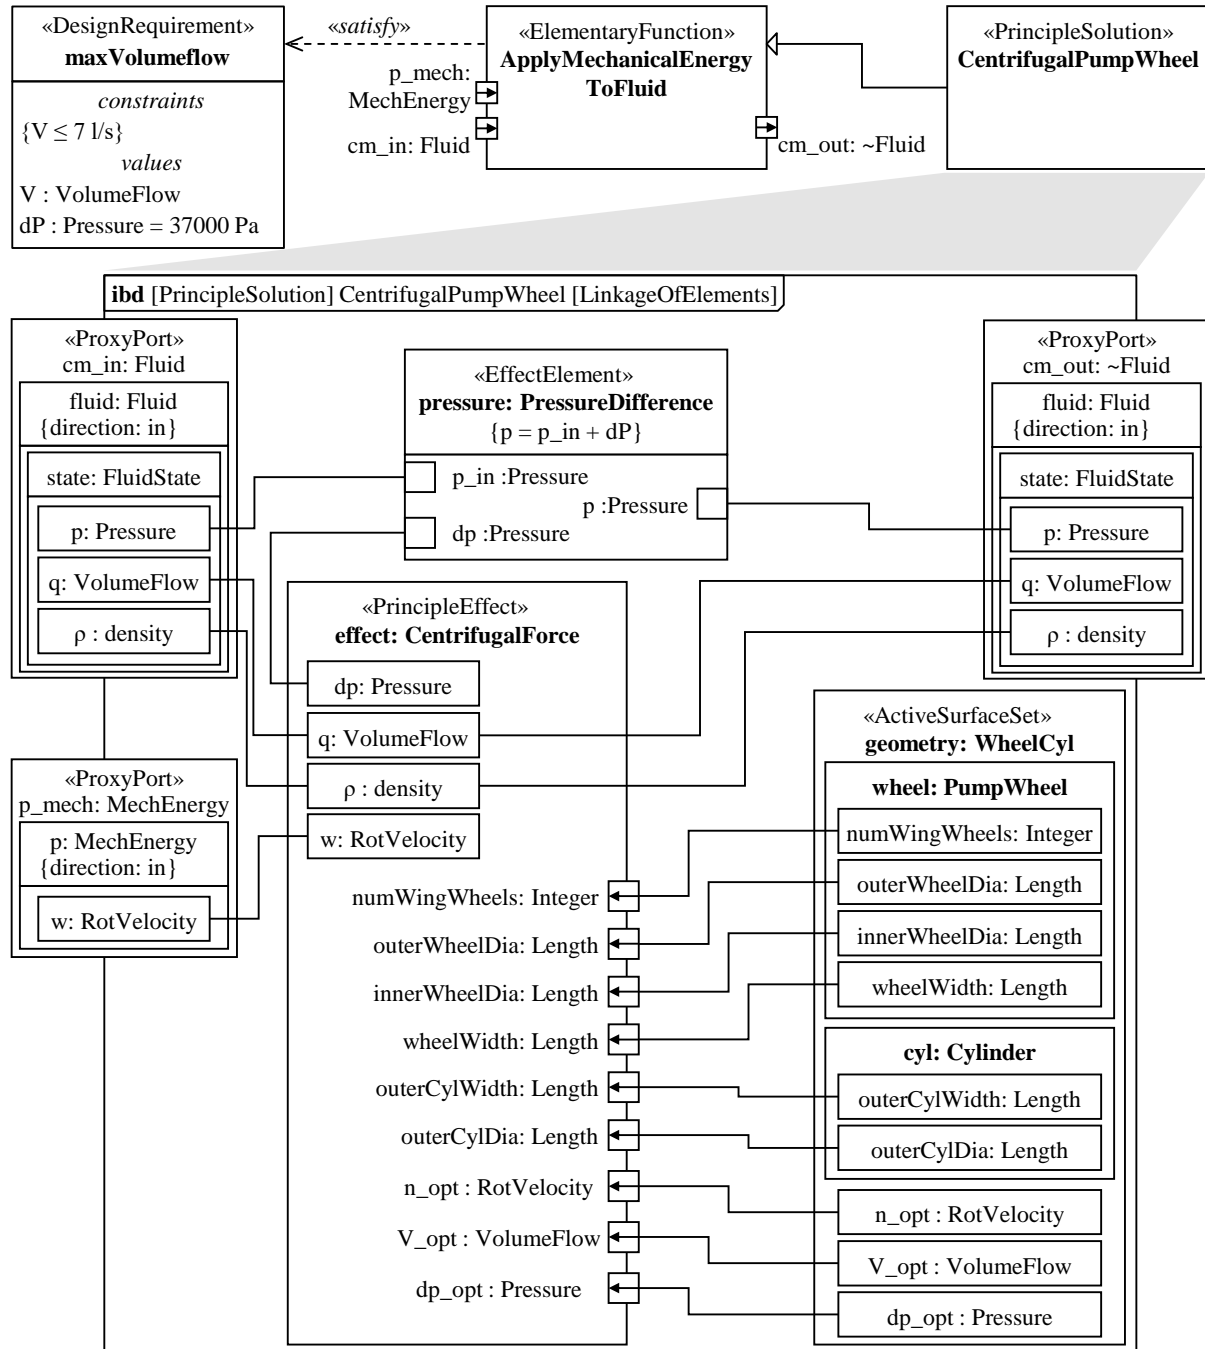 «DesignRequirement»
maxVolumeflow
constraints
{V ≤ 7 l/s}
values
V : VolumeFlow
dP : Pressure = 37000 Pa
«satisfy»
«ElementaryFunction»
ApplyMechanicalEnergy
ToFluid
p_mech:
MechEnergy
cm_in: Fluid
cm_out: ~Fluid
«PrincipleSolution»
CentrifugalPumpWheel
ibd [PrincipleSolution] CentrifugalPumpWheel [LinkageOfElements]
«ProxyPort»
cm_in: Fluid
fluid: Fluid
{direction: in}
state: FluidState
p: Pressure
q: VolumeFlow
ρ : density
«EffectElement»
pressure: PressureDifference
{p = p_in + dP}
p_in :Pressure
p :Pressure
dp :Pressure
«ProxyPort»
cm_out: ~Fluid
fluid: Fluid
{direction: in}
state: FluidState
p: Pressure
q: VolumeFlow
ρ : density
«ProxyPort»
p_mech: MechEnergy
p: MechEnergy
{direction: in}
w: RotVelocity
«PrincipleEffect»
effect: CentrifugalForce
dp: Pressure
q: VolumeFlow
ρ : density
w: RotVelocity
numWingWheels: Integer
outerWheelDia: Length
innerWheelDia: Length
wheelWidth: Length
outerCylWidth: Length
outerCylDia: Length
n_opt : RotVelocity
V_opt : VolumeFlow
dp_opt : Pressure
«ActiveSurfaceSet»
geometry: WheelCyl
wheel: PumpWheel
numWingWheels: Integer
outerWheelDia: Length
innerWheelDia: Length
wheelWidth: Length
cyl: Cylinder
outerCylWidth: Length
outerCylDia: Length
n_opt : RotVelocity
V_opt : VolumeFlow
dp_opt : Pressure